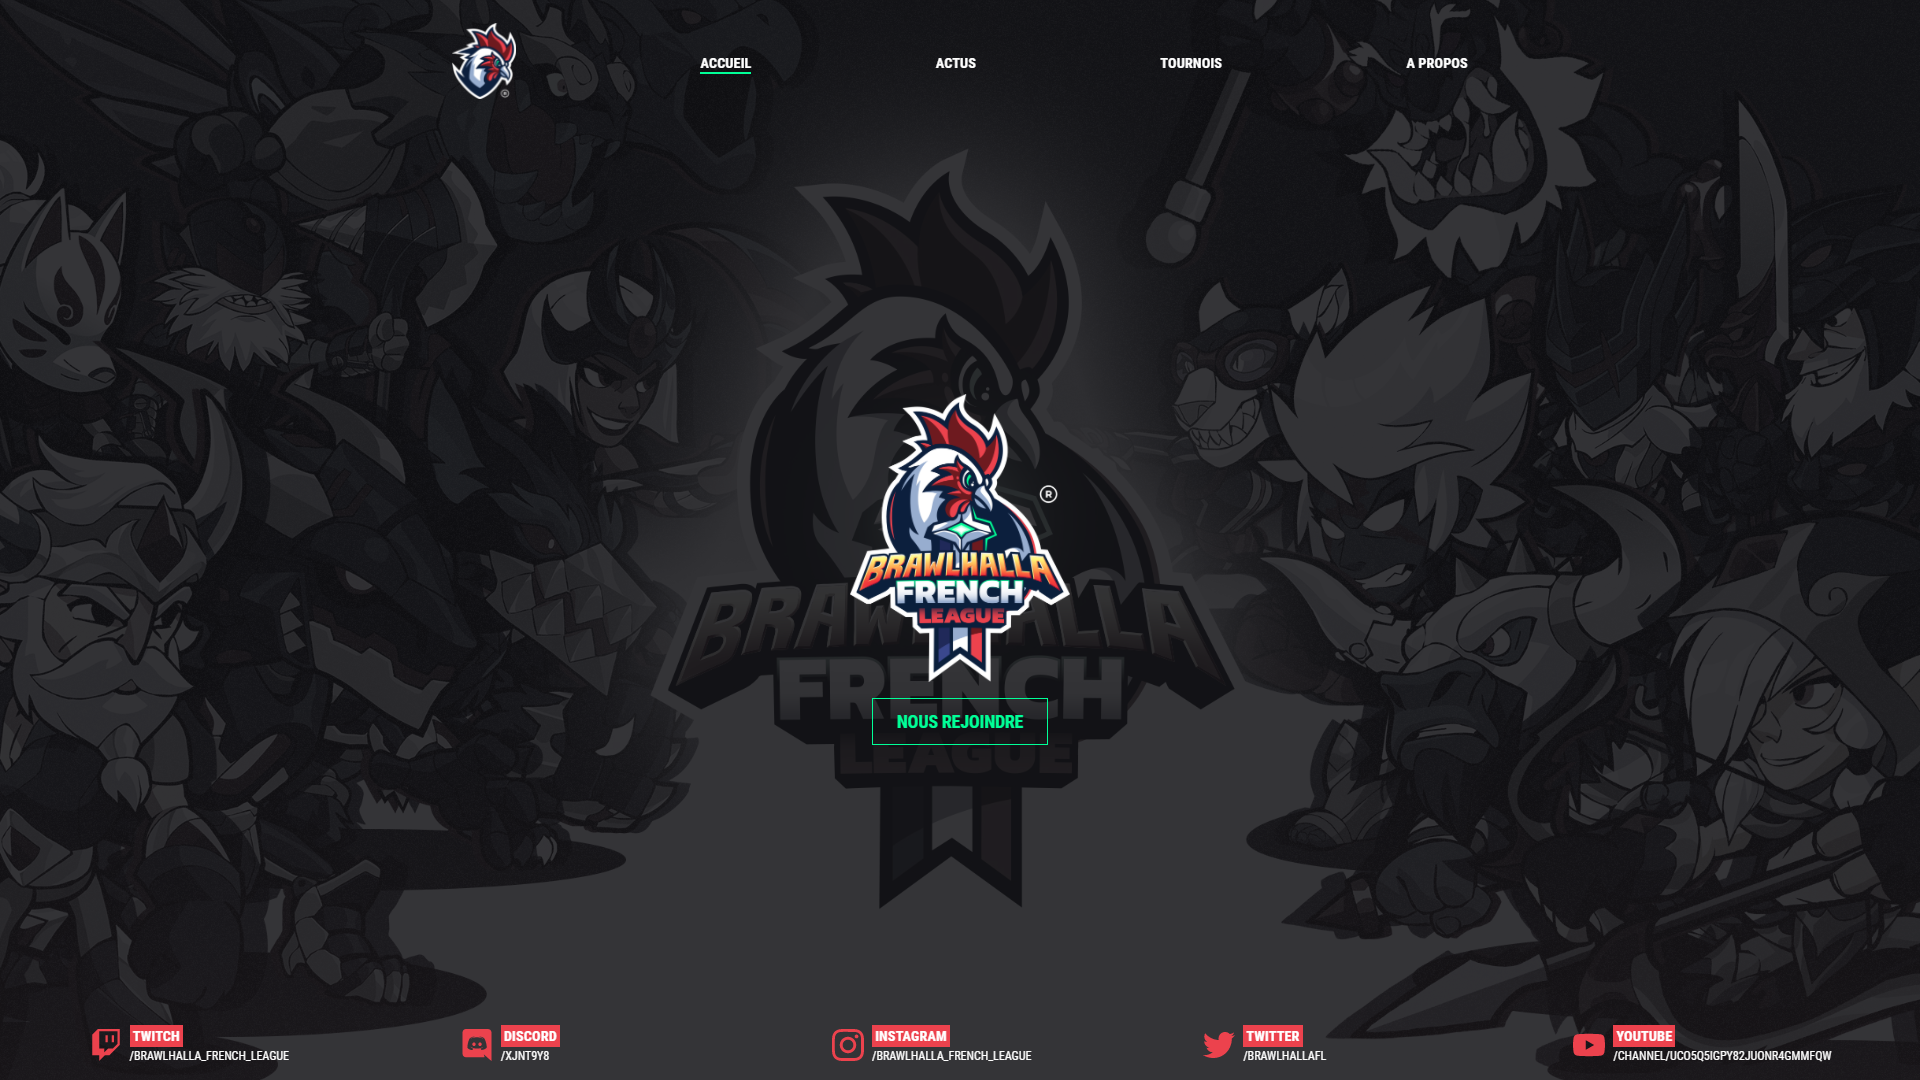 ACCUEIL
ACTUS
TOURNOIS
A PROPOS
BRAWLHALLA
FRENCH
LEAGUE
®
BRAWLHALLA
FRENCH
LEAGUE
NOUS REJOINDRE
TWITCH
/BRAWLHALLA_FRENCH_LEAGUE
DISCORD
/XJNT9Y8
INSTAGRAM
/BRAWLHALLA_FRENCH_LEAGUE
TWITTER
/BRAWLHALLAFL
YOUTUBE
/CHANNEL/UCO5Q5IGPY82JUONR4GMMFQW